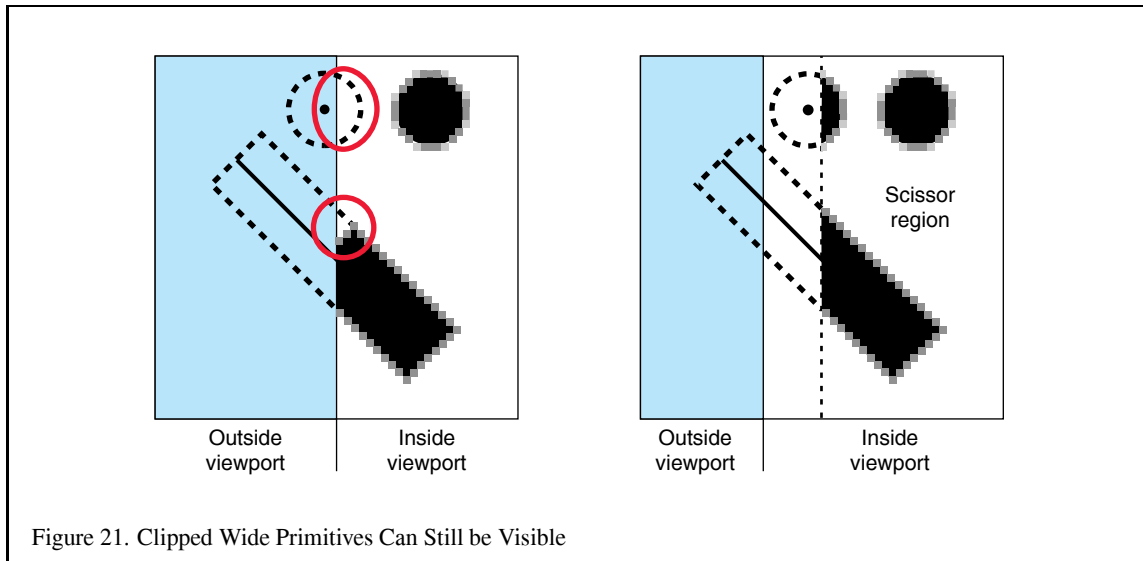 Scissor
region
Outside
viewport
Inside
viewport
Outside
viewport
Inside
viewport
Figure 21. Clipped Wide Primitives Can Still be Visible